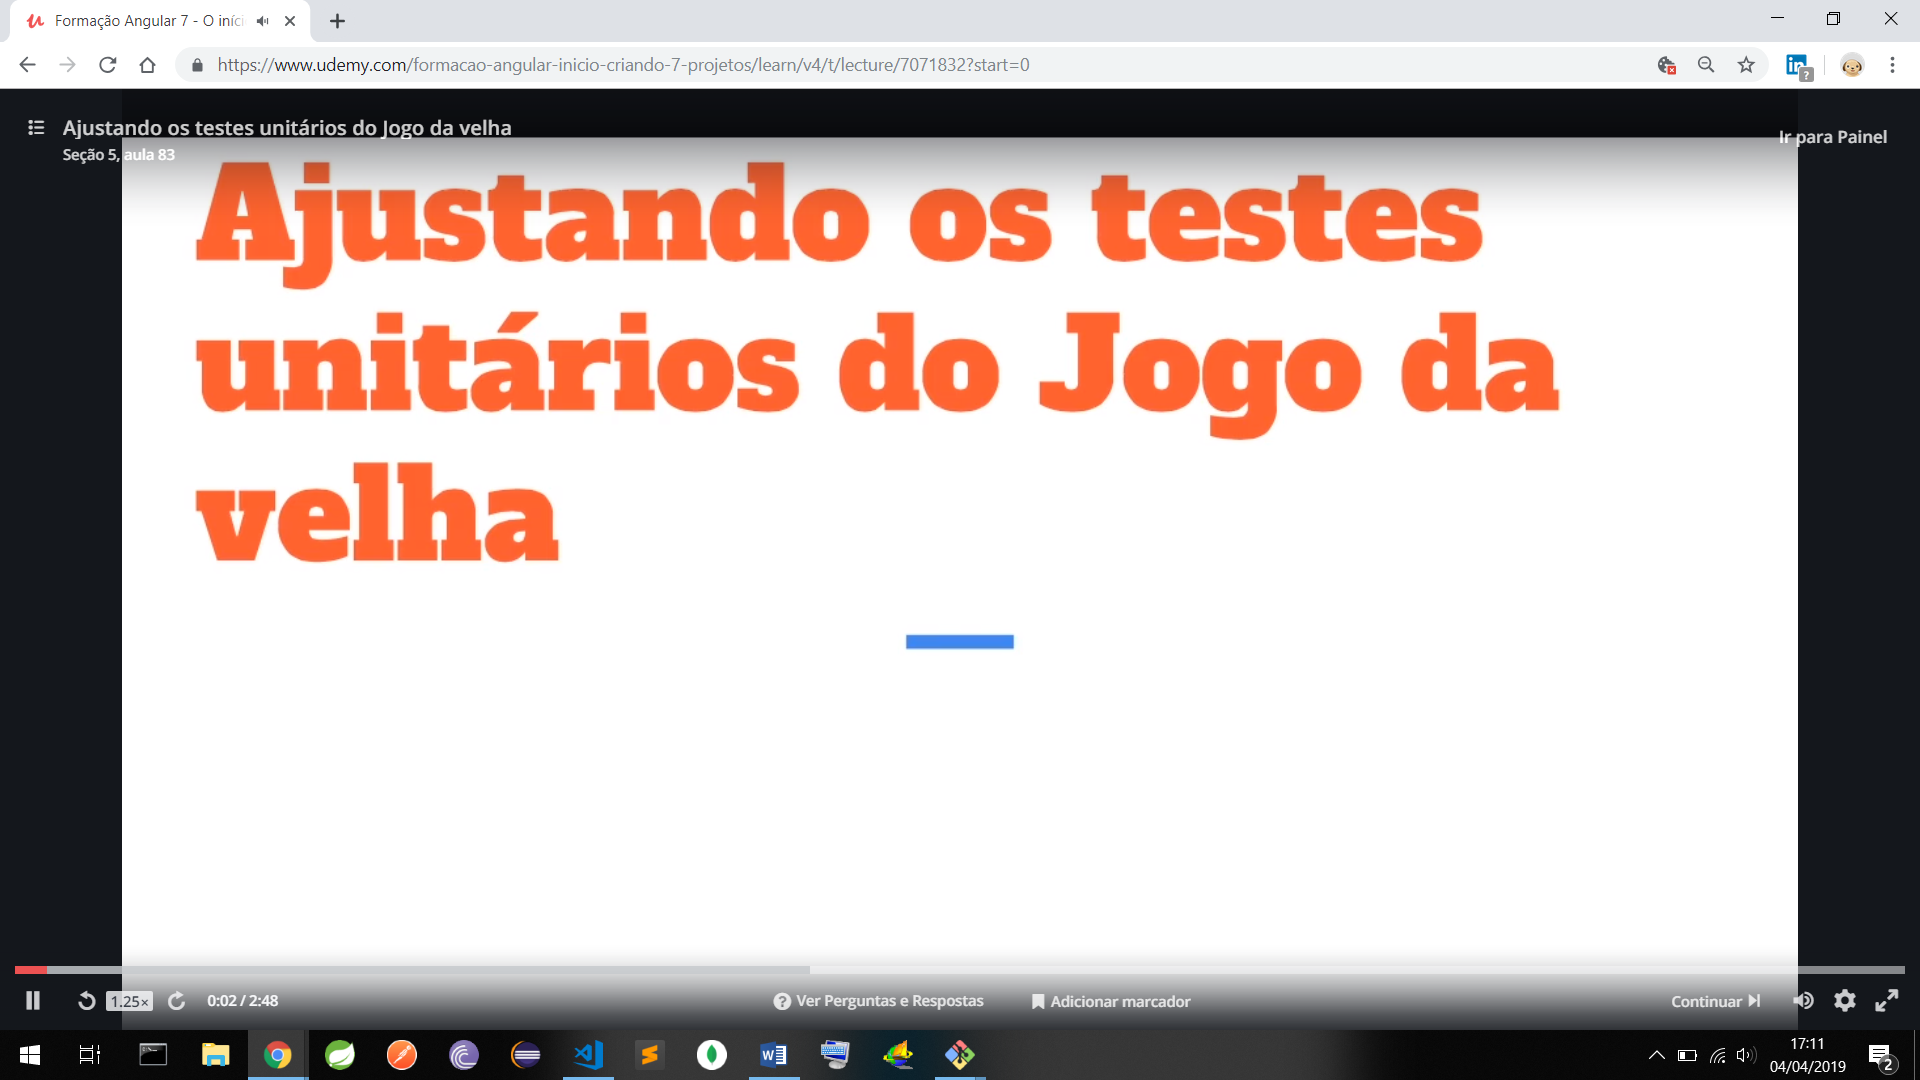 Formação Angular 7 - O iníci
https://www.udemy.com/formacao-angular-inicio-criando-7-projetos/learn/v4/t/lecture/7071832?start=0
Ajustando os testes unitários do Jogo da velha
Seção 5, aula 83
Ir para Painel
Ajustando os testes
unitários do Jogo da
velha
1.25×
0:02 / 2:48
Ver Perguntas e Respostas
Adicionar marcador
Continuar
17:11
04/04/2019
2